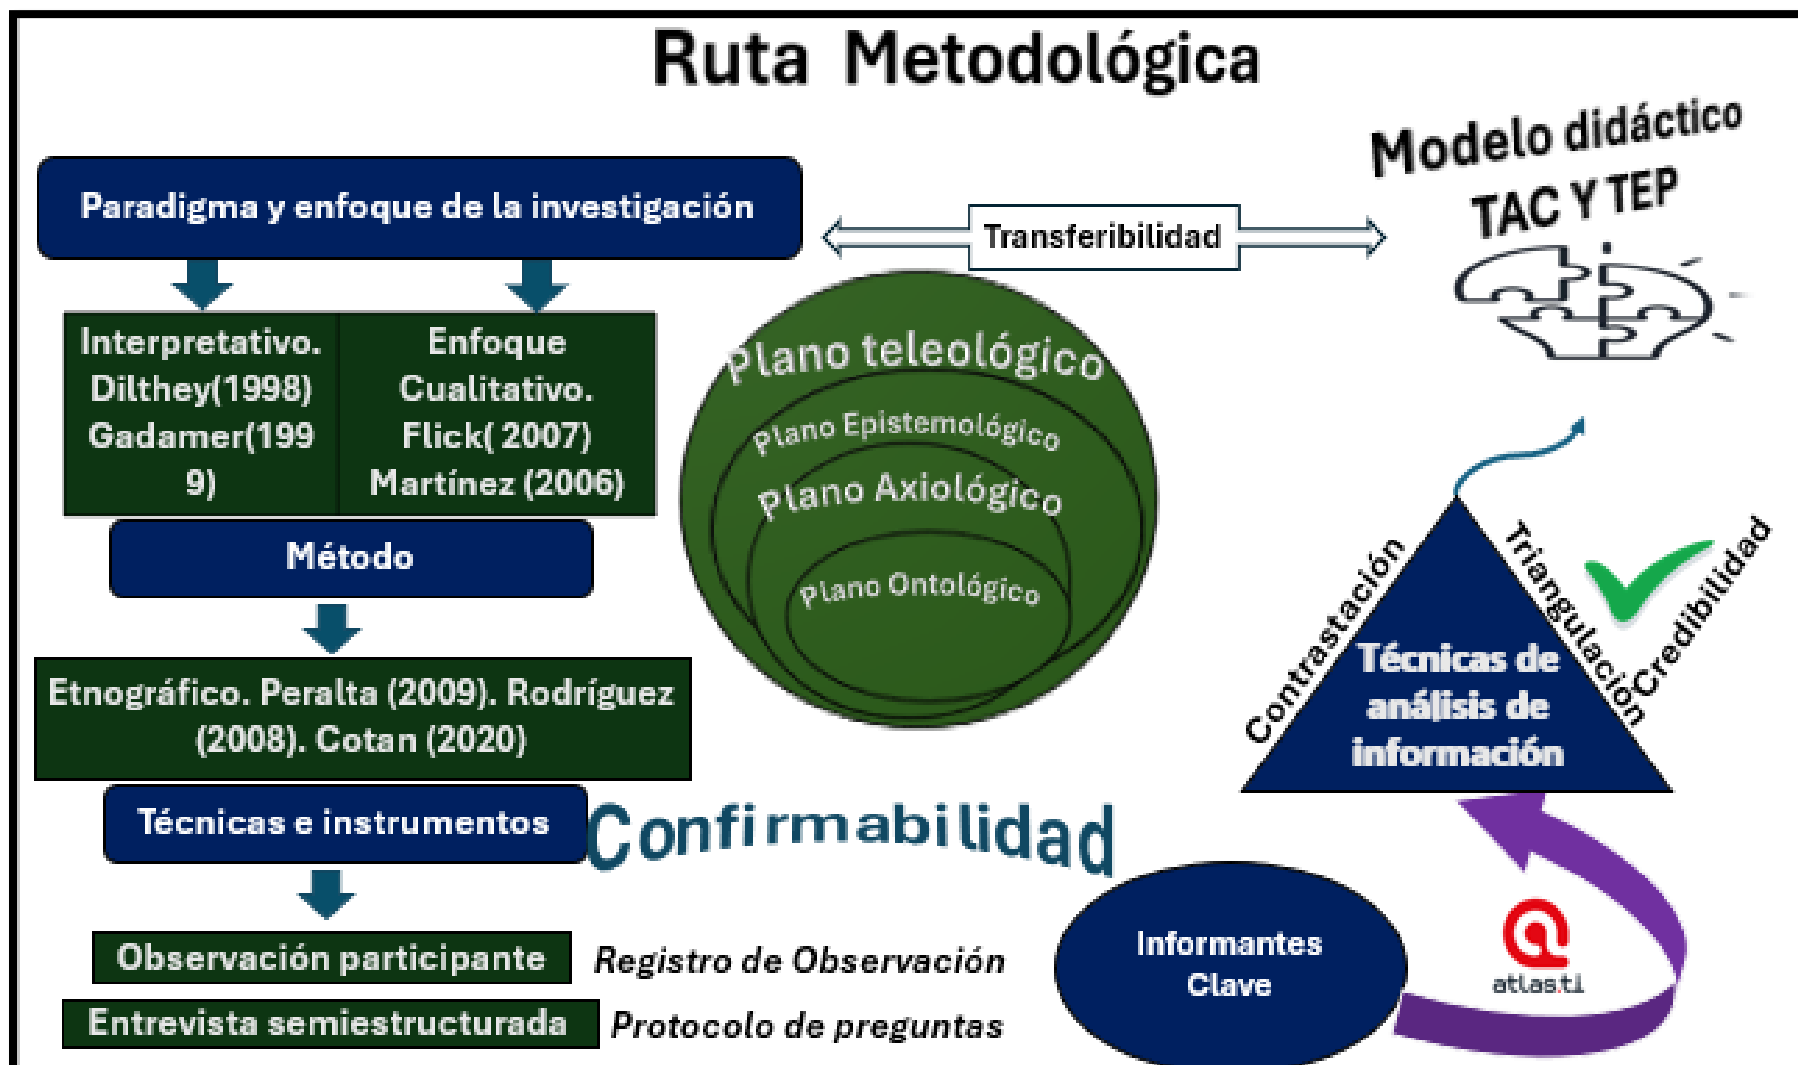 Ruta Metodológica
Paradigma y enfoque de la investigación
Interpretativo.
Dilthey(1998)
Gadamer(199
9)
Enfoque
Cualitativo.
Flick( 2007)
Martínez (2006)
Método
Etnográfico. Peralta (2009). Rodríguez
(2008). Cotan (2020)
Técnicas e instrumentos
Observación participante
Registro de Observación
Entrevista semiestructurada
Protocolo de preguntas
Confirmabilidad
Transferibilidad
Plano teleológico
Plano Epistemológico
Plano Axiológico
Plano Ontológico
Modelo didáctico
TAC Y TEP
Contrastación
Triangulación
Credibilidad
Técnicas de
análisis de
información
Informantes
Clave
atlas.ti